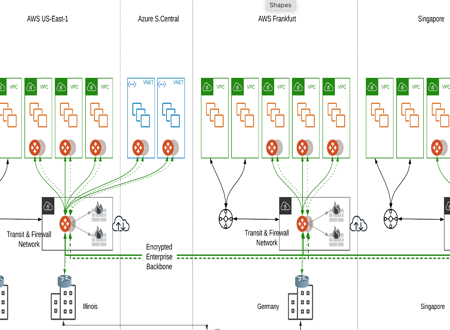 Shapes
AWS US-East-1
Azure S.Central
AWS Frankfurt
Singapore
VPC
VPC
VPC
VPC
VNET
VNET
VPC
VPC
VPC
VPC
VPC
VPC
VPC
VPC
Transit & Firewall
Network
Transit & Firewall
Network
Encrypted
Enterprise
Backbone
Illinois
Germany
Singapore